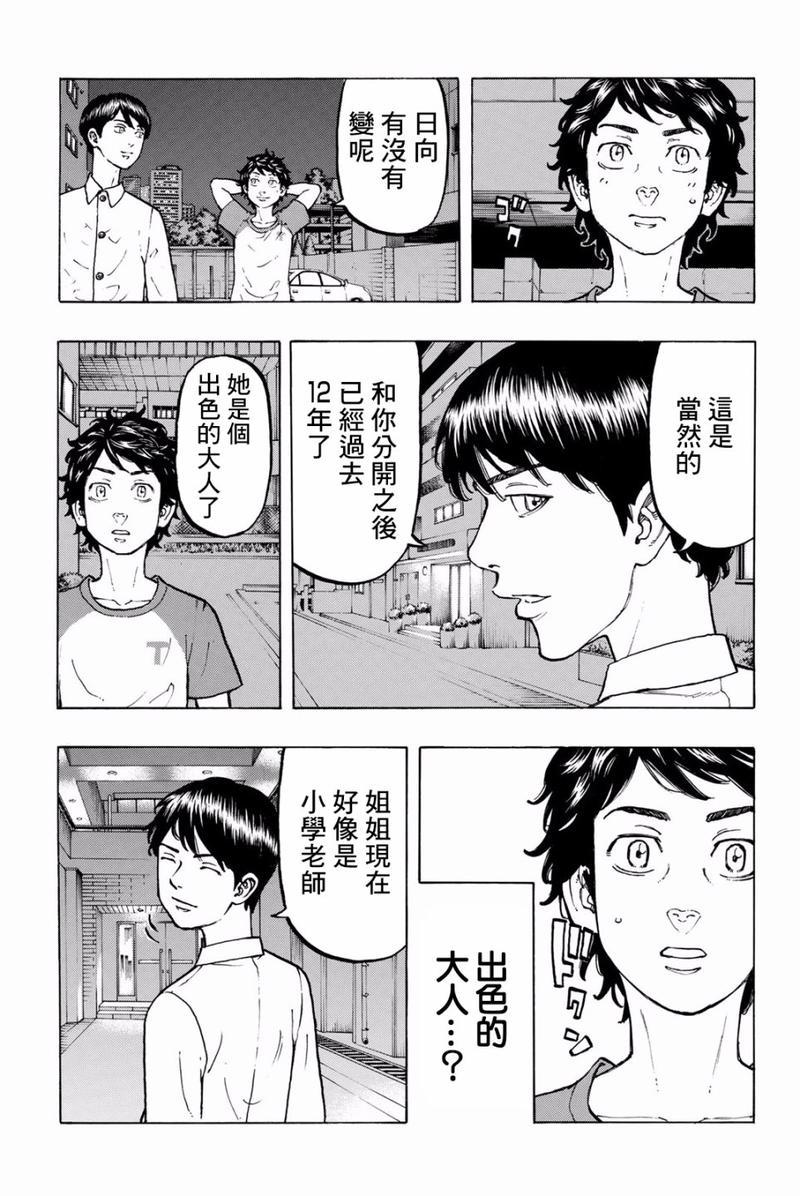 日向
有沒有
變呢
ゴク
這是
當然的
和你分開之後
已經過去
12年了
她是個
出色的大人了
T
ドクン
出色的
大人…?
姐姐現在
好像是
小學老師